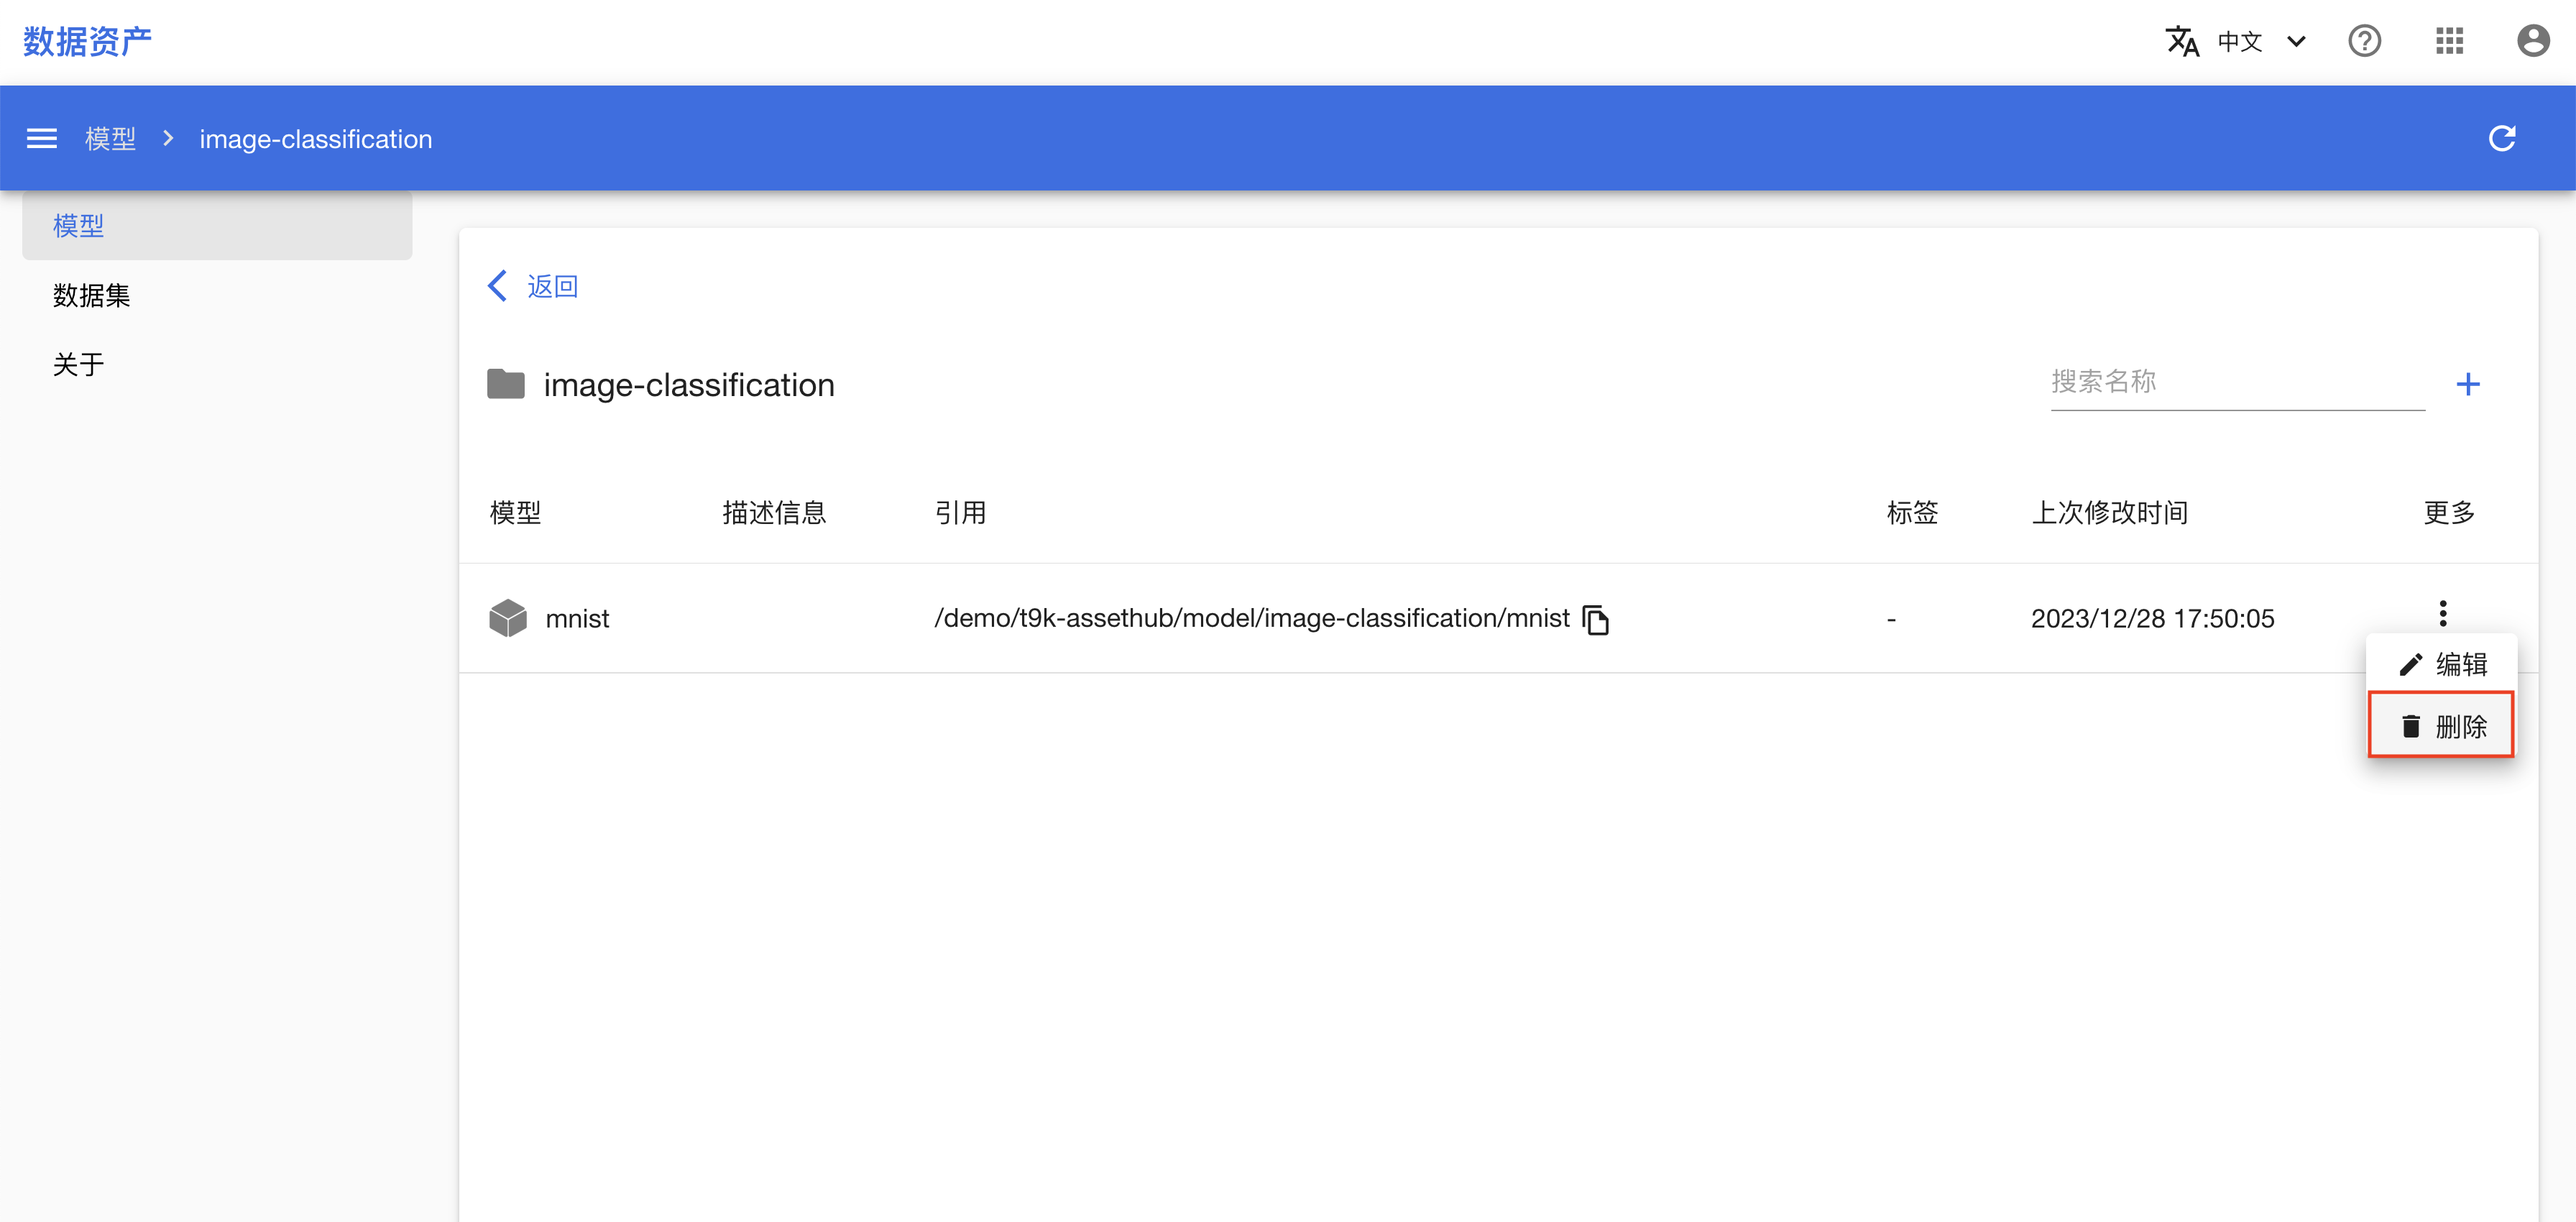 数据资产
中文
模型 image-classification
模型
数据集
关于
返回
image-classification
搜索名称
模型 描述信息 引用 标签 上次修改时间 更多
mnist /demo/t9k-assethub/model/image-classification/mnist - 2023/12/28 17:50:05
编辑
删除